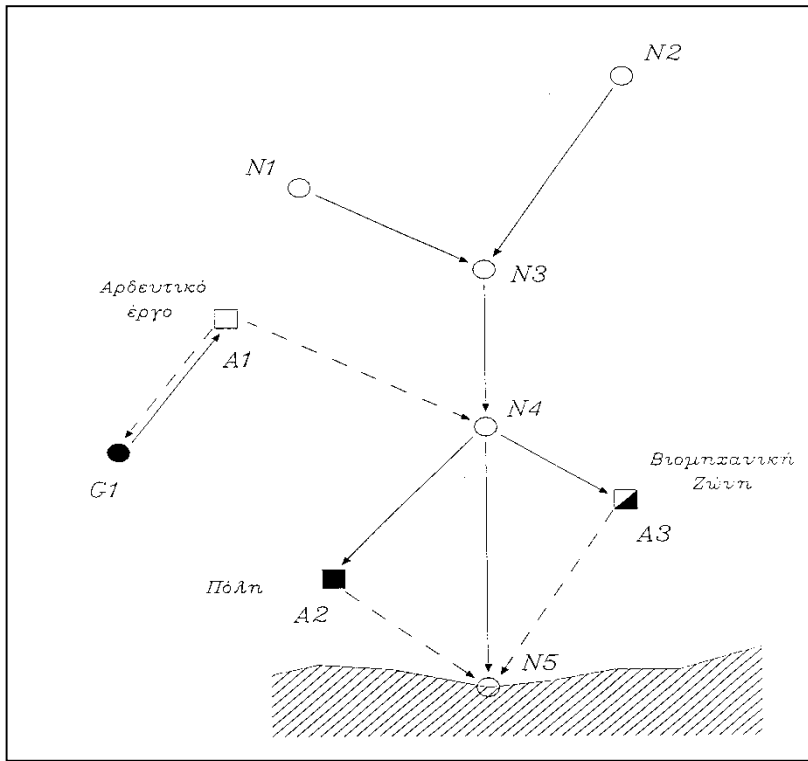 N2
N1
N3
Αρδευτικό
έργο
A1
N4
G1
Βιομηχανική
Ζώνη
A3
Πόλη
A2
N5